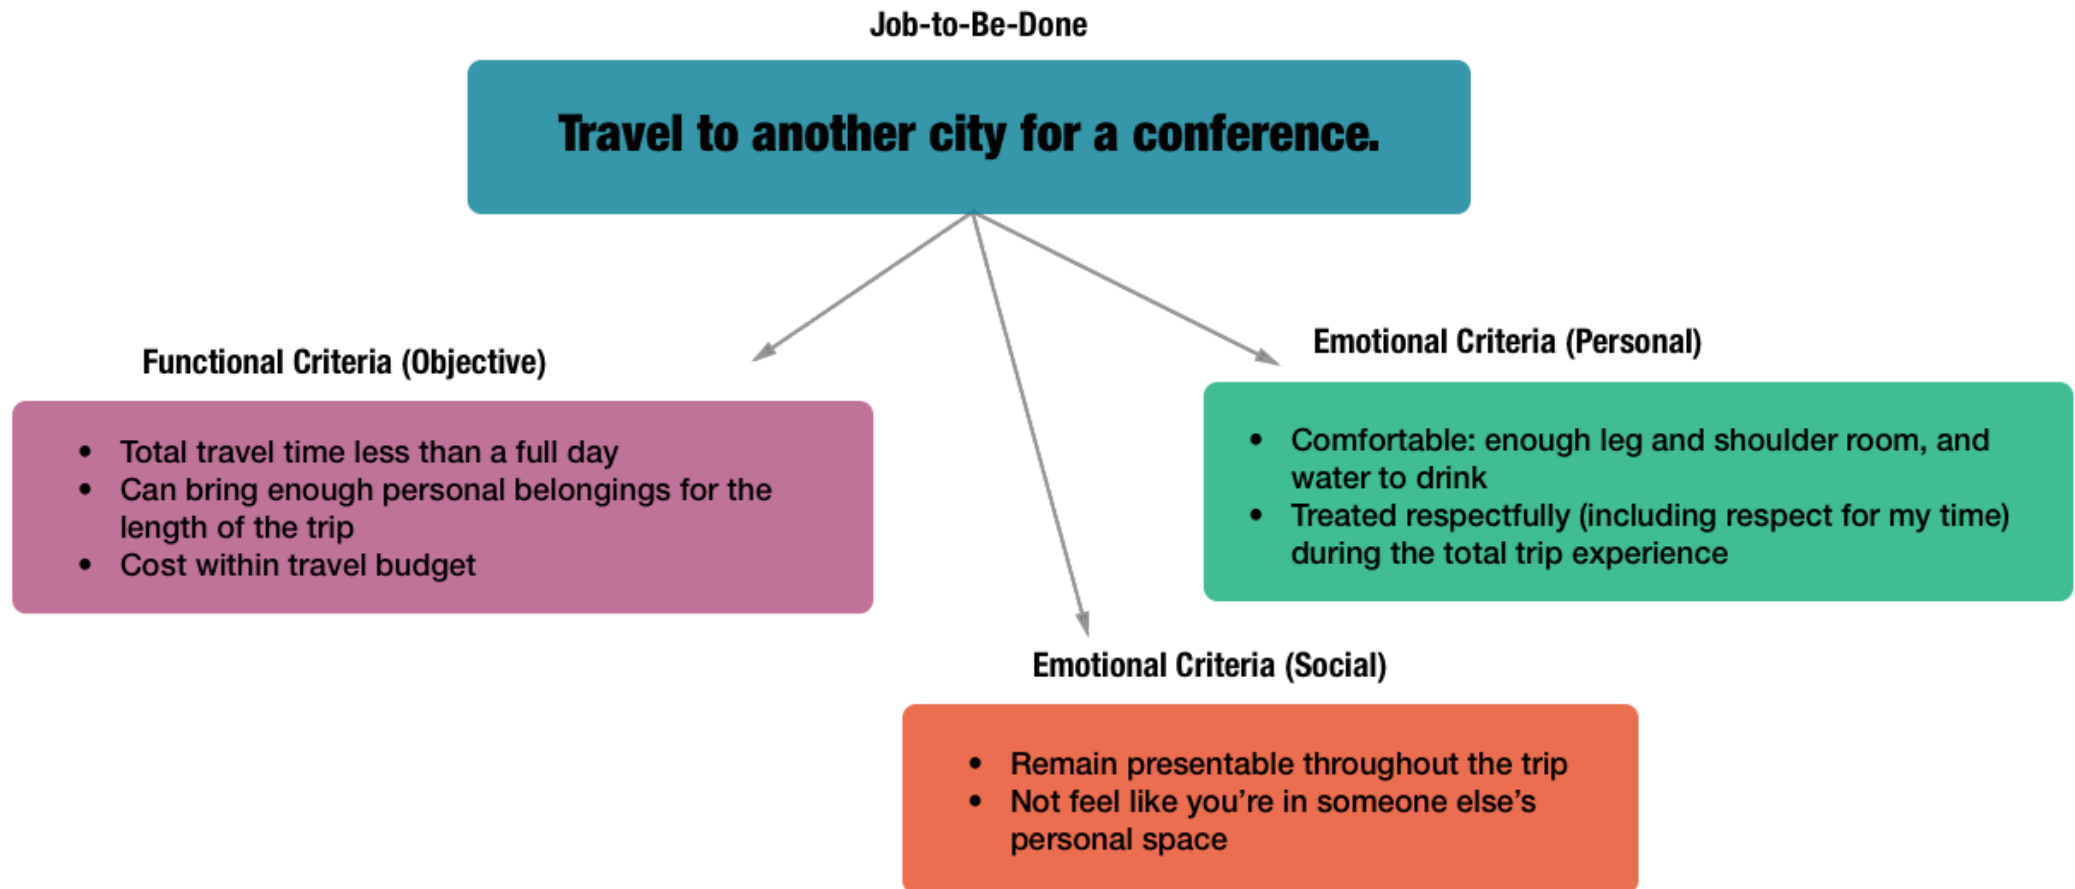 Job-to-Be-Done
Travel to another city for a conference.
Functional Criteria (Objective)
• Total travel time less than a full day
• Can bring enough personal belongings for the
length of the trip
• Cost within travel budget
Emotional Criteria (Personal)
• Comfortable: enough leg and shoulder room, and
water to drink
• Treated respectfully (including respect for my time)
during the total trip experience
Emotional Criteria (Social)
• Remain presentable throughout the trip
• Not feel like you’re in someone else’s
personal space